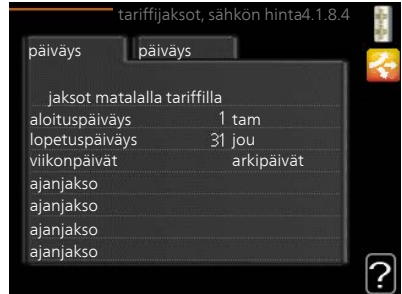 tariffijaksot, sähkön hinta4.1.8.4
päiväys päiväys
jaksot matalalla tariffilla
aloituspäiväys 1 tam
lopetuspäiväys 31 jou
viikonpäivät arkipäivät
ajanjakso
ajanjakso
ajanjakso
ajanjakso
?